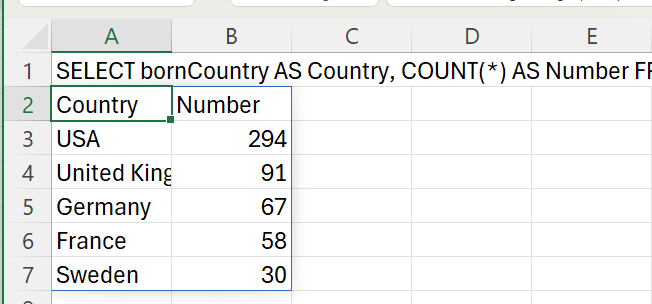 A B C D E
1 SELECT bornCountry AS Country, COUNT(*) AS Number
2 Country Number
3 USA 294
4 United King 91
5 Germany 67
6 France 58
7 Sweden 30